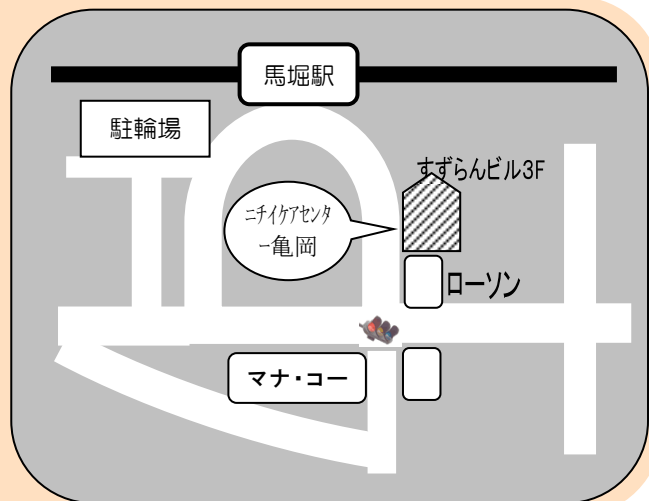 馬堀駅
駐輪場
すずらんビル3F
ニチイケアセンタ
ー亀岡
ローソン
マナ・コー